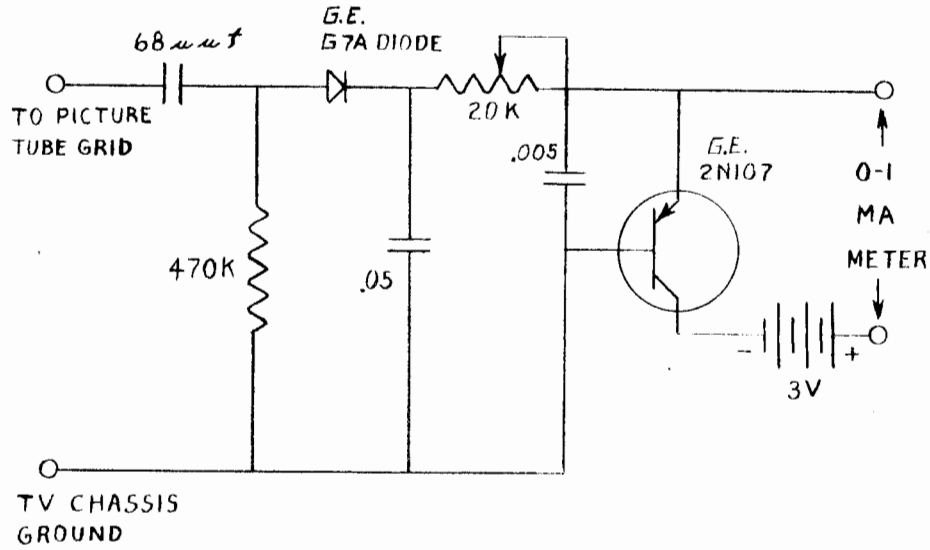 G.E.
G7A DIODE
68 uuf
TO PICTURE
TUBE GRID
20K
.005
G.E.
2N107
0-1
MA
METER
470K
.05
-
+
3V
TV CHASSIS
GROUND